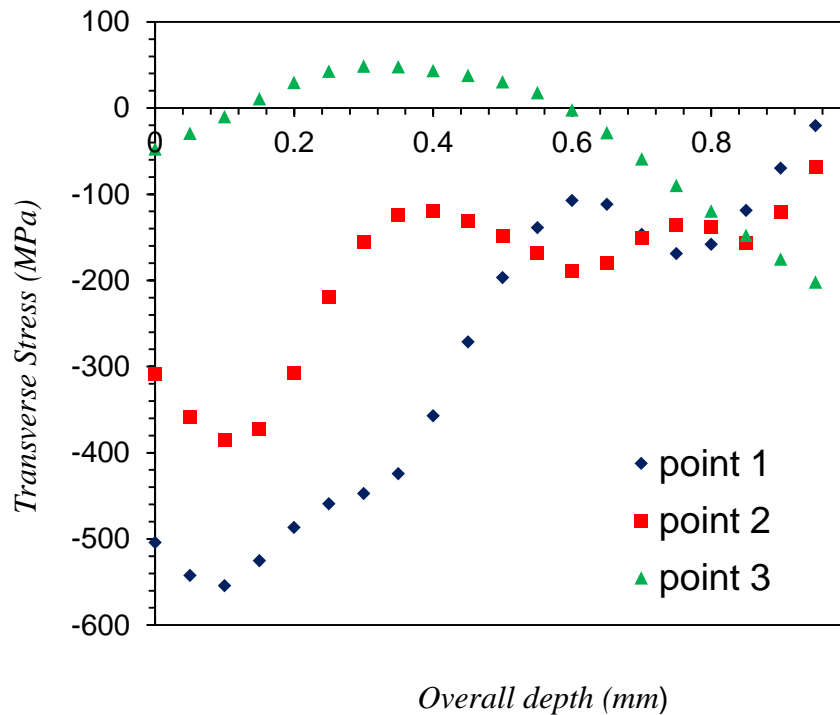 100
0
-100
-200
-300
-400
-500
-600
0 0.2 0.4 0.6 0.8
Transverse Stress (MPa)
point 1
point 2
point 3
Overall depth (mm)